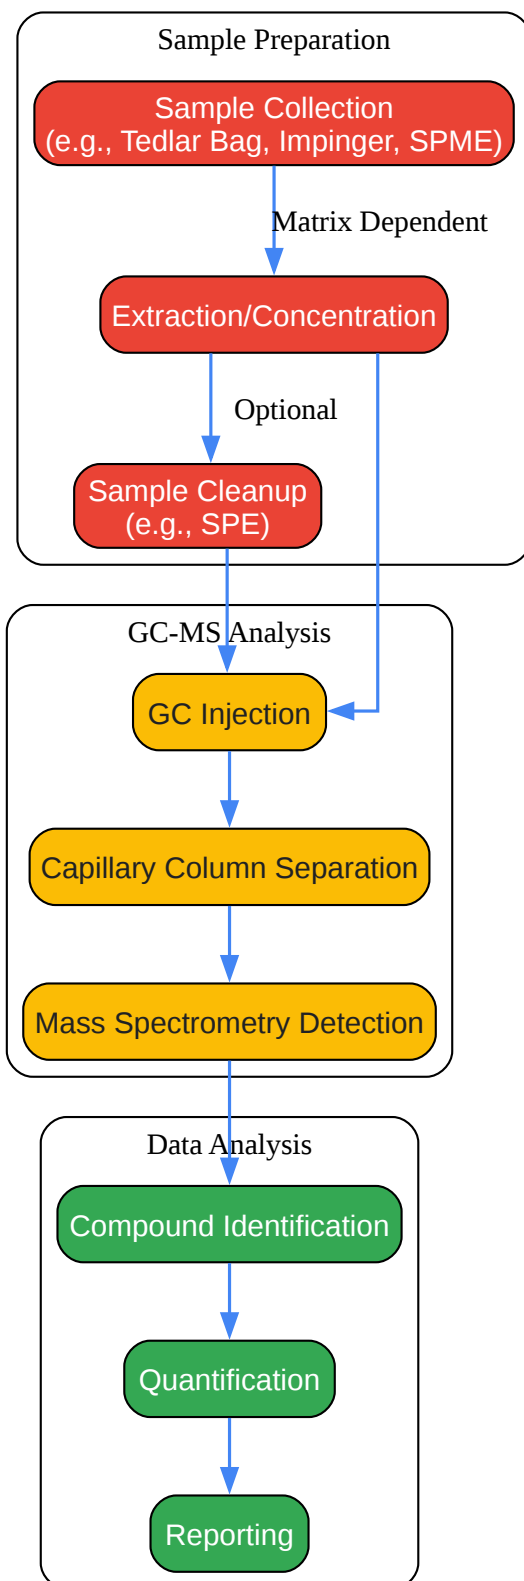 Sample Preparation
Sample Collection
(e.g., Tedlar Bag, Impinger, SPME)
Matrix Dependent
Extraction/Concentration
Optional
Sample Cleanup
(e.g., SPE)
GC-MS Analysis
GC Injection
Capillary Column Separation
Mass Spectrometry Detection
Data Analysis
Compound Identification
Quantification
Reporting